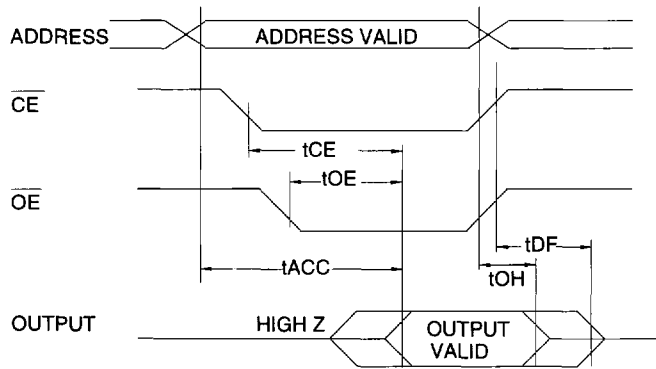 ADDRESS
ADDRESS VALID
CE
tCE
tOE
OE
tDF
tACC
tOH
OUTPUT
HIGH Z
OUTPUT
VALID